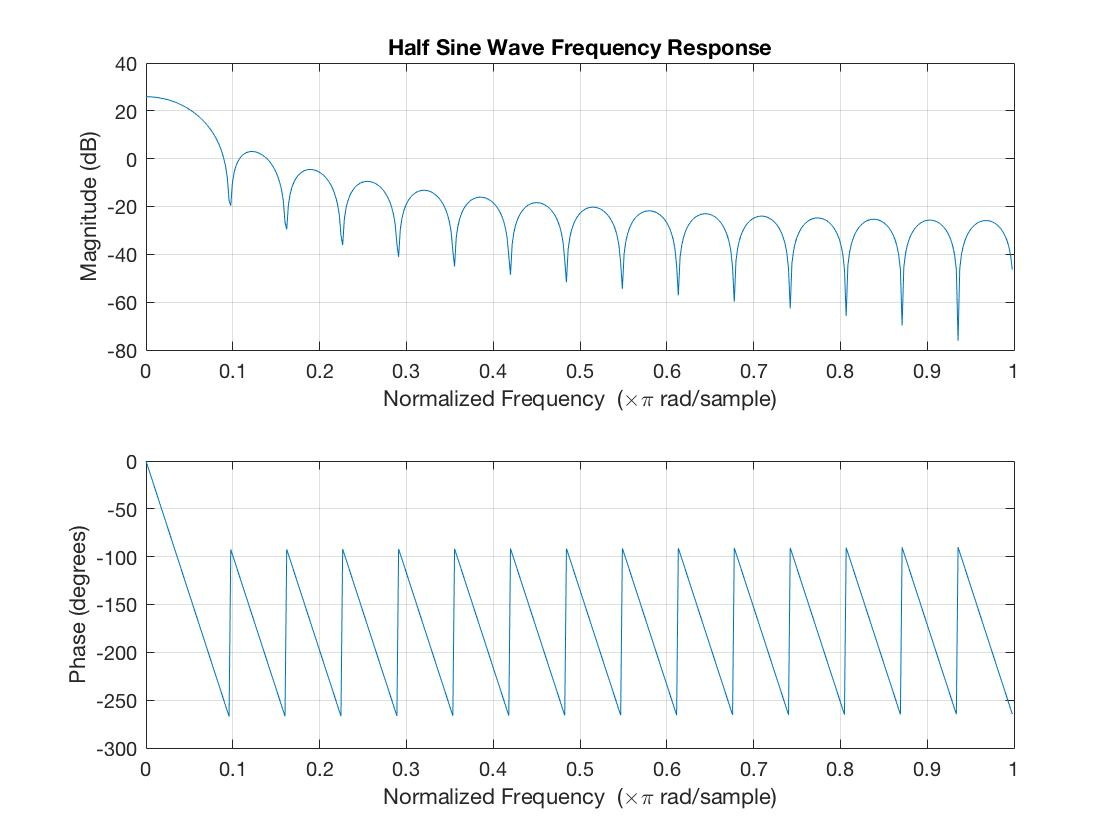 Half Sine Wave Frequency Response
40
20
0
-20
-40
-60
-80
Magnitude (dB)
0 0.1 0.2 0.3 0.4 0.5 0.6 0.7 0.8 0.9 1
Normalized Frequency (×π rad/sample)
0
-50
-100
-150
-200
-250
-300
Phase (degrees)
0 0.1 0.2 0.3 0.4 0.5 0.6 0.7 0.8 0.9 1
Normalized Frequency (×π rad/sample)